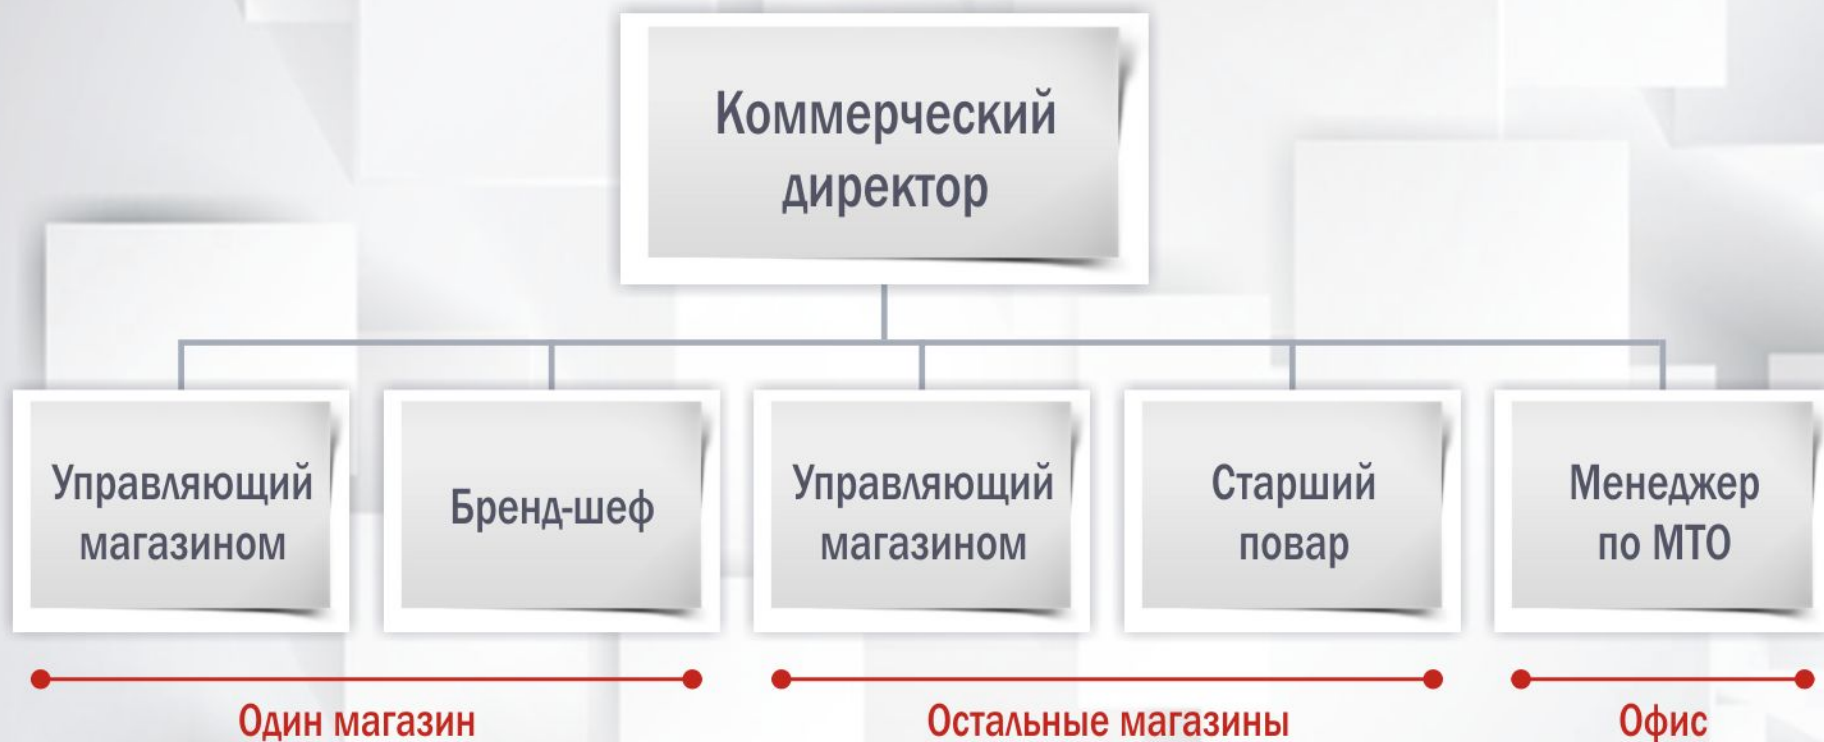 Коммерческий
директор
Управляющий
магазином
Бренд-шеф
Управляющий
магазином
Старший
повар
Менеджер
по МТО
Один магазин
Остальные магазины
Офис